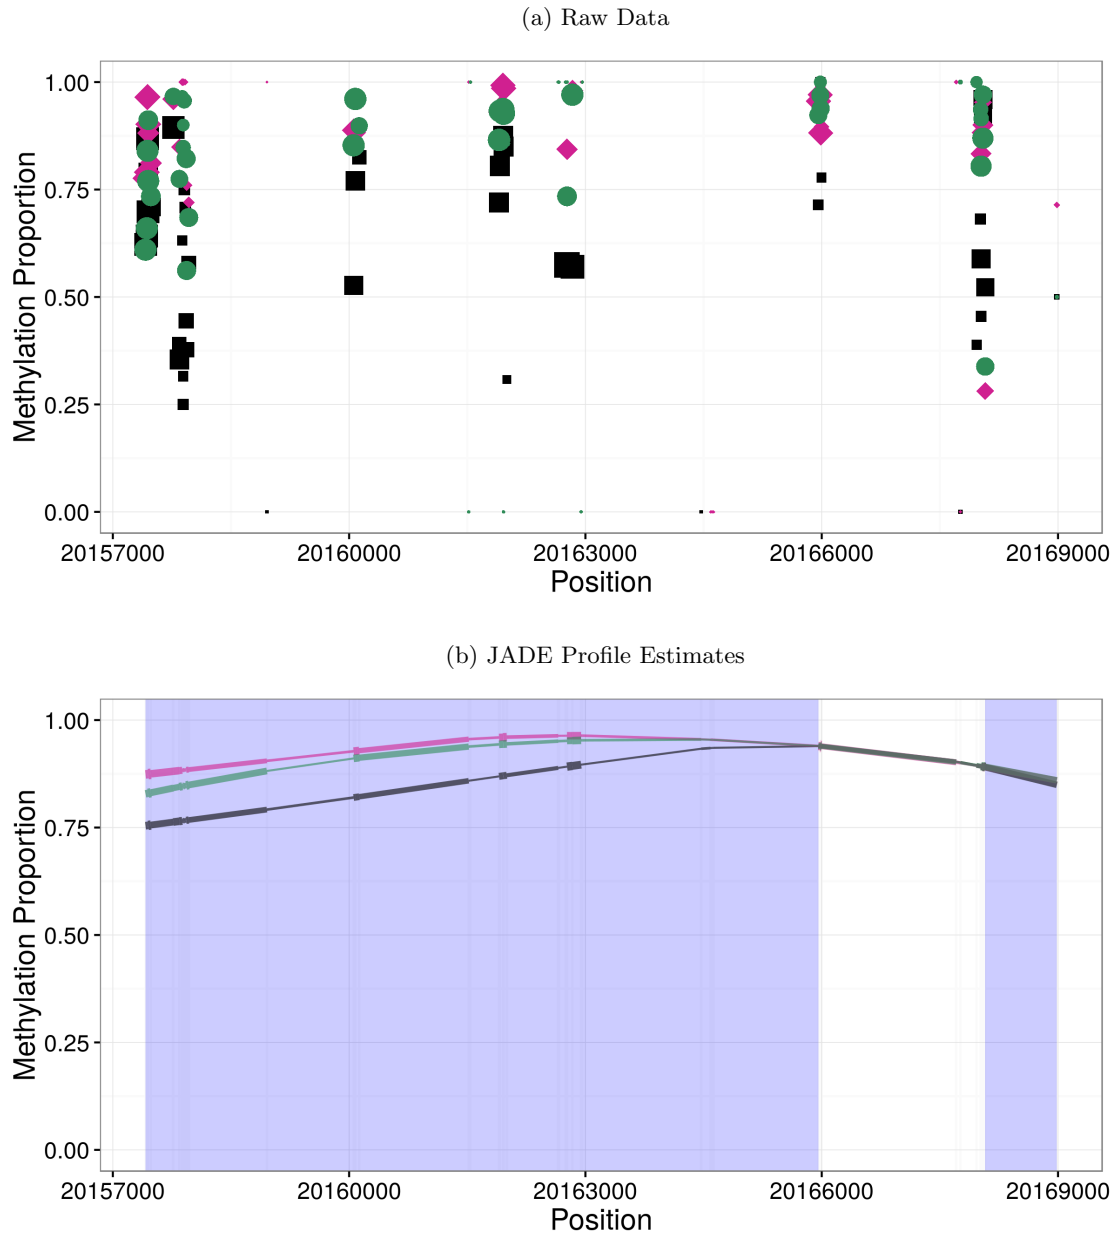 (a) Raw Data
1.00
0.75
0.50
0.25
0.00
Methylation Proportion
20157000 20160000 20163000 20166000 20169000
Position
(b) JADE Profile Estimates
1.00
0.75
0.50
0.25
0.00
Methylation Proportion
20157000 20160000 20163000 20166000 20169000
Position